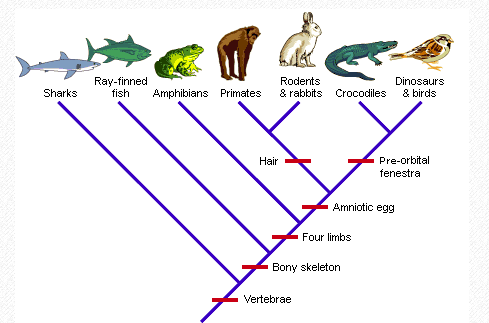 Sharks
Ray-finned
fish
Amphibians
Primates
Rodents
& rabbits
Crocodiles
Dinosaurs
& birds
Hair
Pre-orbital
fenestra
Amniotic egg
Four limbs
Bony skeleton
Vertebrae